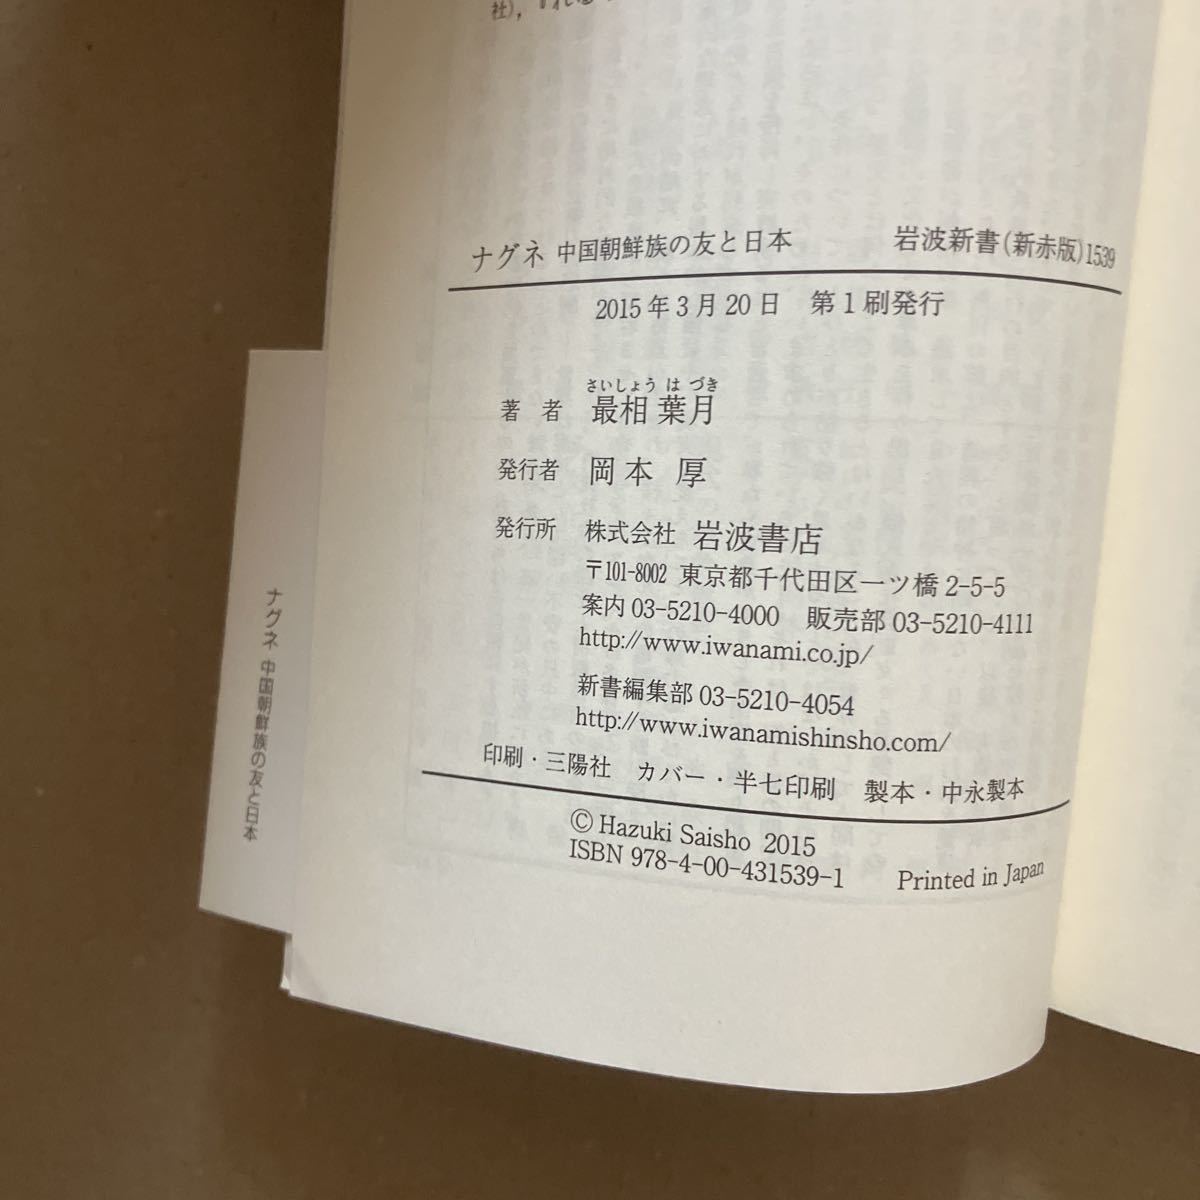 社),
ナグネ 中国朝鮮族の友と日本 岩波新書(新赤版)1539
2015年3月20日 第1刷発行
さいしょう は づき
著者 最相葉月
発行者 岡本 厚
発行所 株式会社 岩波書店
〒101-8002 東京都千代田区一ツ橋2-5-5
案内 03-5210-4000 販売部 03-5210-4111
http://www.iwanami.co.jp/
新書編集部 03-5210-4054
http://www.iwanamishinsho.com/
印刷・三陽社 カバー・半七印刷 製本・中永製本
© Hazuki Saisho 2015
ISBN 978-4-00-431539-1 Printed in Japan
ナグネ 中国朝鮮族の友と日本